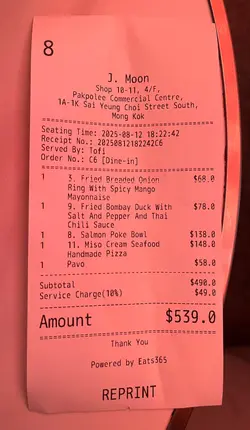 8
J. Moon
Shop 10-11, 4/F,
Pakpolee Commercial Centre,
1A-1K Sai Yeung Choi Street South,
Mong Kok
Seating Time: 2025-08-12 18:22:42
Receipt No.: 20250812182242C6
Served By: Tofi
Order No.: C6 [Dine-in]
1 3. Fried Breaded Onion $68.0
Ring With Spicy Mango
Mayonnaise
1 9. Fried Bombay Duck With $78.0
Salt And Pepper And Thai
Chili Sauce
1 8. Salmon Poke Bowl $138.0
1 11. Miso Cream Seafood $148.0
Handmade Pizza
1 Pavo $58.0
Subtotal $490.0
Service Charge(10%) $49.0
Amount $539.0
Thank You
Powered by Eats365
REPRINT